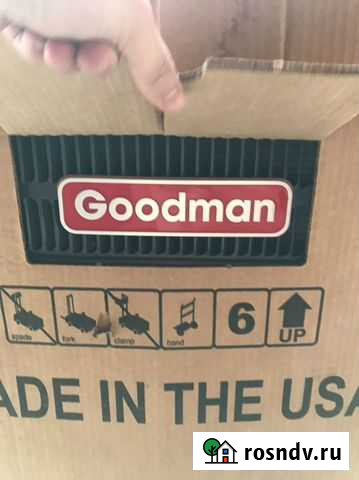 Goodman
spade fork clamp hand 6 UP
ADE IN THE USA
rosndv.ru